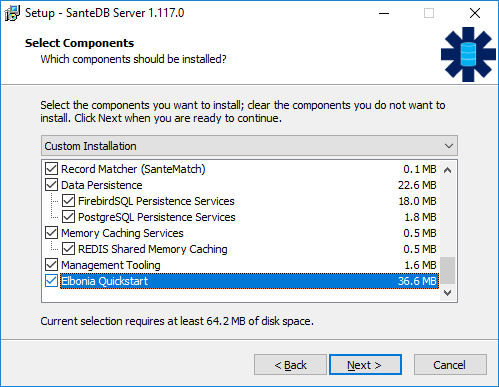 Setup - SanteDB Server 1.117.0
Select Components
Which components should be installed?
Select the components you want to install; clear the components you do not want to
install. Click Next when you are ready to continue.
Custom Installation
Record Matcher (SanteMatch) 0.1 MB
Data Persistence 22.6 MB
FirebirdSQL Persistence Services 18.0 MB
PostgreSQL Persistence Services 1.8 MB
Memory Caching Services 0.5 MB
REDIS Shared Memory Caching 0.5 MB
Management Tooling 1.6 MB
Elbonia Quickstart 36.6 MB
Current selection requires at least 64.2 MB of disk space.
< Back Next > Cancel